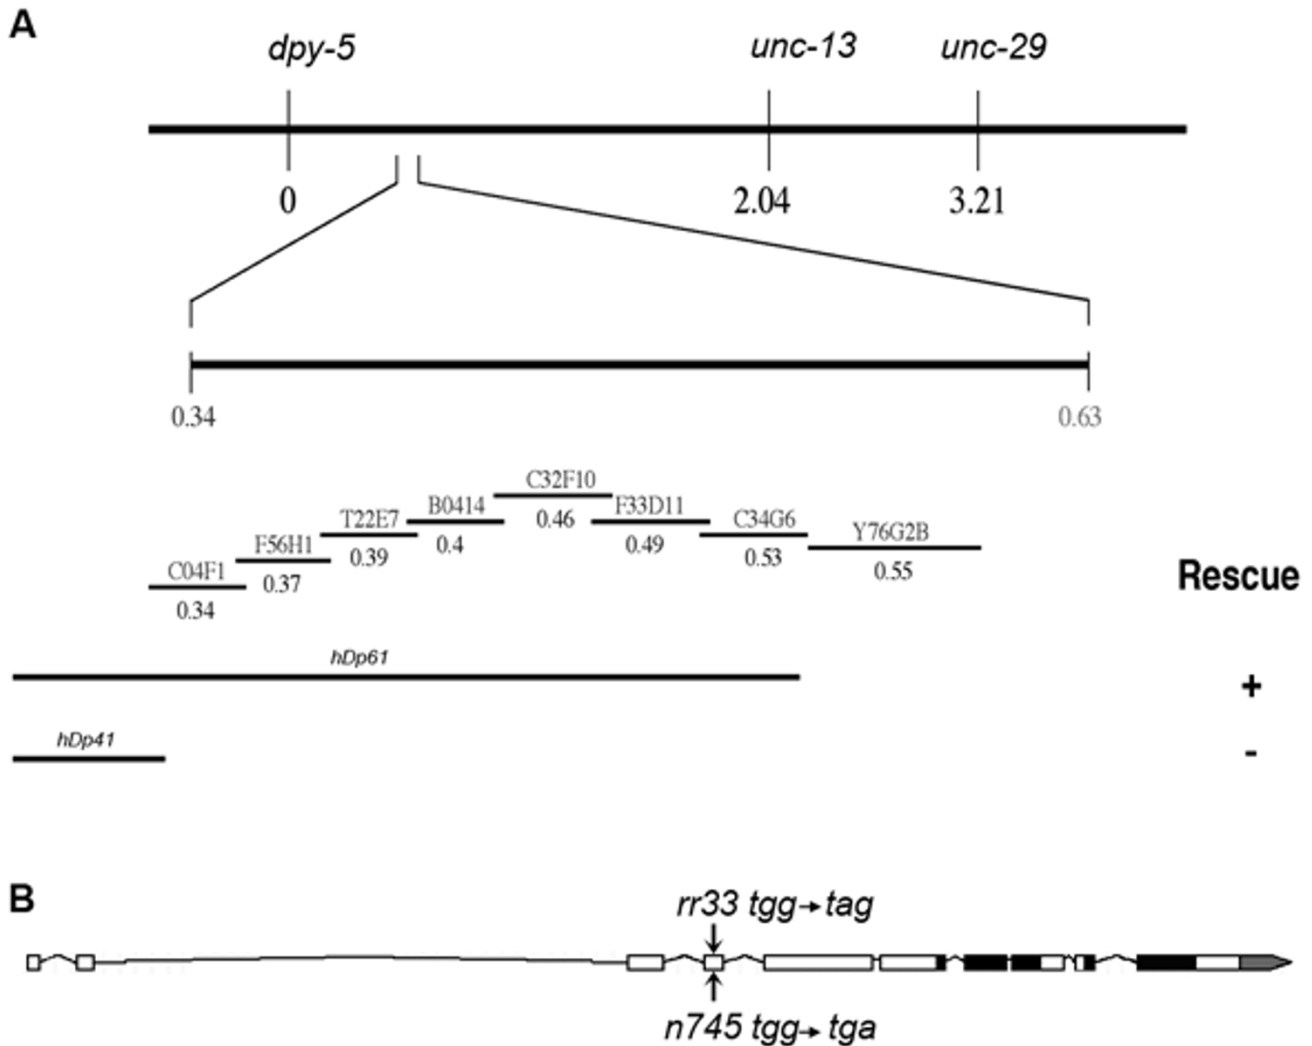 A
dpy-5 unc-13 unc-29
0 2.04 3.21
0.34 0.63
C32F10
B0414 F33D11
T22E7 0.46 C34G6
F56H1 0.4 0.49 Y76G2B
C04F1 0.39 0.53
0.37 0.55
0.34
Rescue
hDp61
+
hDp41
-
B
rr33 tgg→tag
n745 tgg→tga